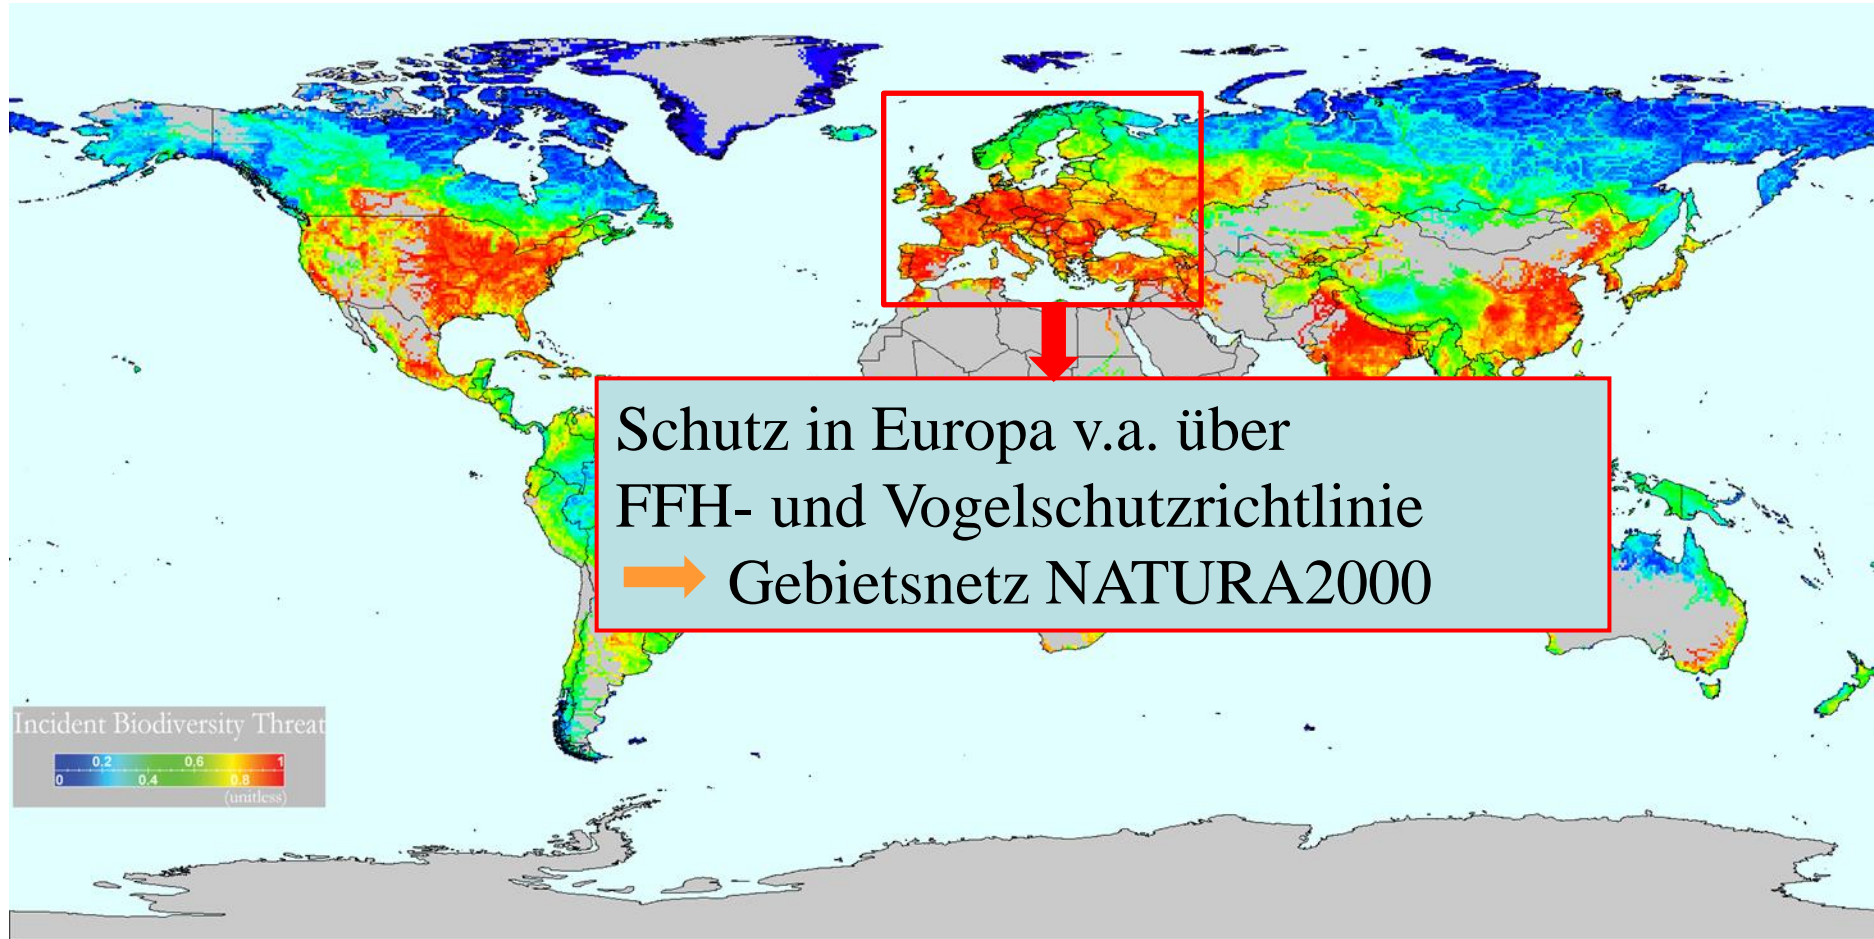 Schutz in Europa v.a. über
FFH- und Vogelschutzrichtlinie
Gebietsnetz NATURA2000
Incident Biodiversity Threat
0.2 0.6 1
0 0.4 0.8
(unitless)